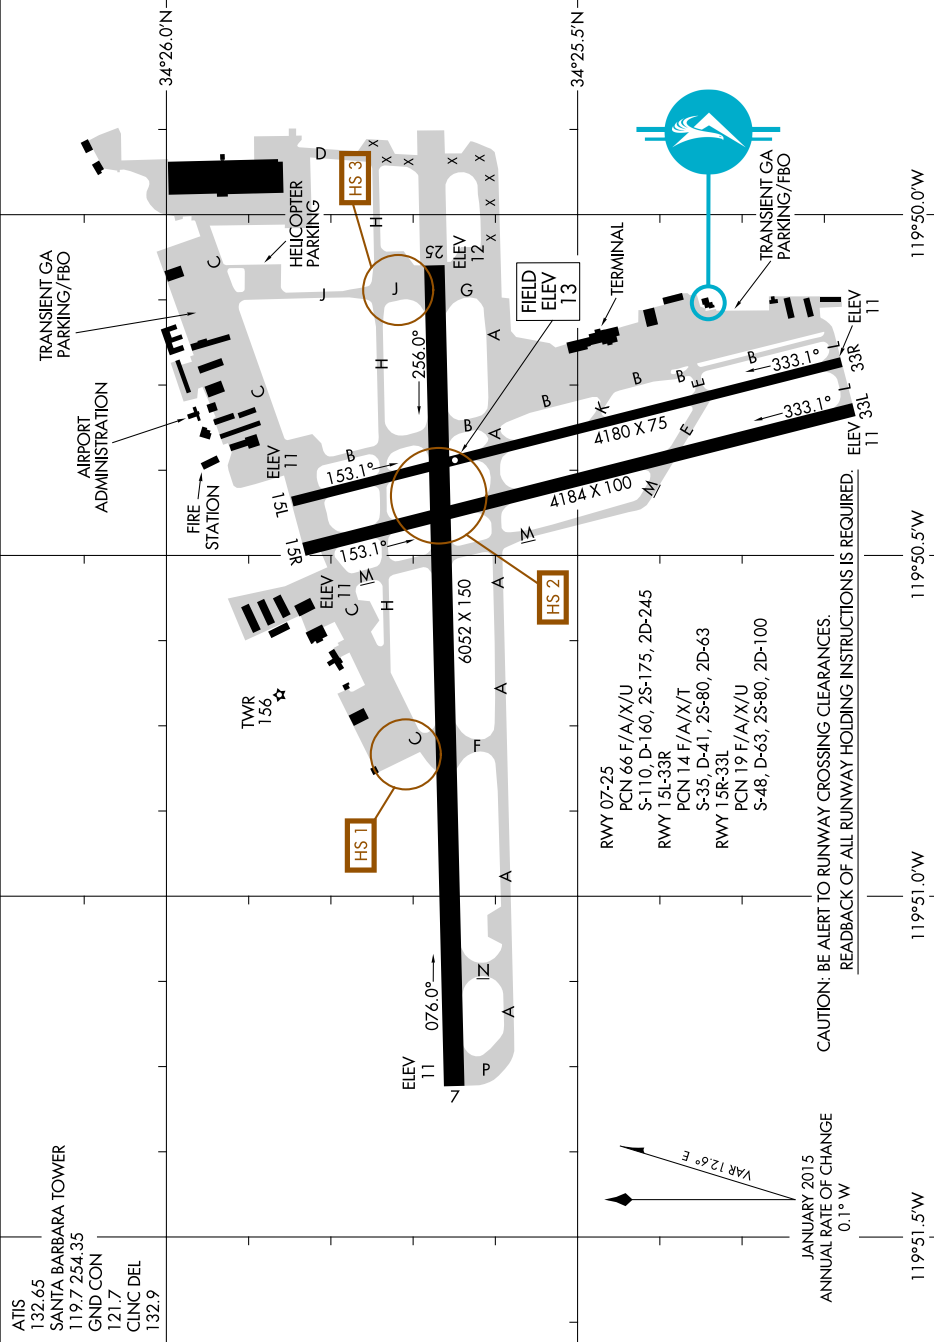 ATIS
132.65
SANTA BARBARA TOWER
119.7 254.35
GND CON
121.7
CLNC DEL
132.9
34°26.0'N
34°25.5'N
119°50.0'W
119°50.5'W
119°51.0'W
119°51.5'W
TRANSIENT GA
PARKING/FBO
AIRPORT
ADMINISTRATION
FIRE
STATION
HELICOPTER
PARKING
D
HS 3
X
X
X
X
X
X
X
X
H
C
J
J
25
ELEV
12
G
FIELD
ELEV
13
TERMINAL
TRANSIENT GA
PARKING/FBO
ELEV
11
256.0°
H
A
C
B
B
B
B
B
B
K
E
E
L
L
333.1°
33R
333.1°
33L
ELEV
11
ELEV
11
15L
153.1°
A
4180 X 75
4184 X 100
M
M
15R
153.1°
ELEV
11
M
C
H
HS 2
A
6052 X 150
TWR
156
A
C
F
HS 1
A
N
A
076.0°
ELEV
11
7
P
RWY 07-25
PCN 66 F/A/X/U
S-110, D-160, 2S-175, 2D-245
RWY 15L-33R
PCN 14 F/A/X/T
S-35, D-41, 2S-80, 2D-63
RWY 15R-33L
PCN 19 F/A/X/U
S-48, D-63, 2S-80, 2D-100
CAUTION: BE ALERT TO RUNWAY CROSSING CLEARANCES.
READBACK OF ALL RUNWAY HOLDING INSTRUCTIONS IS REQUIRED.
VAR 12.6° E
JANUARY 2015
ANNUAL RATE OF CHANGE
0.1° W